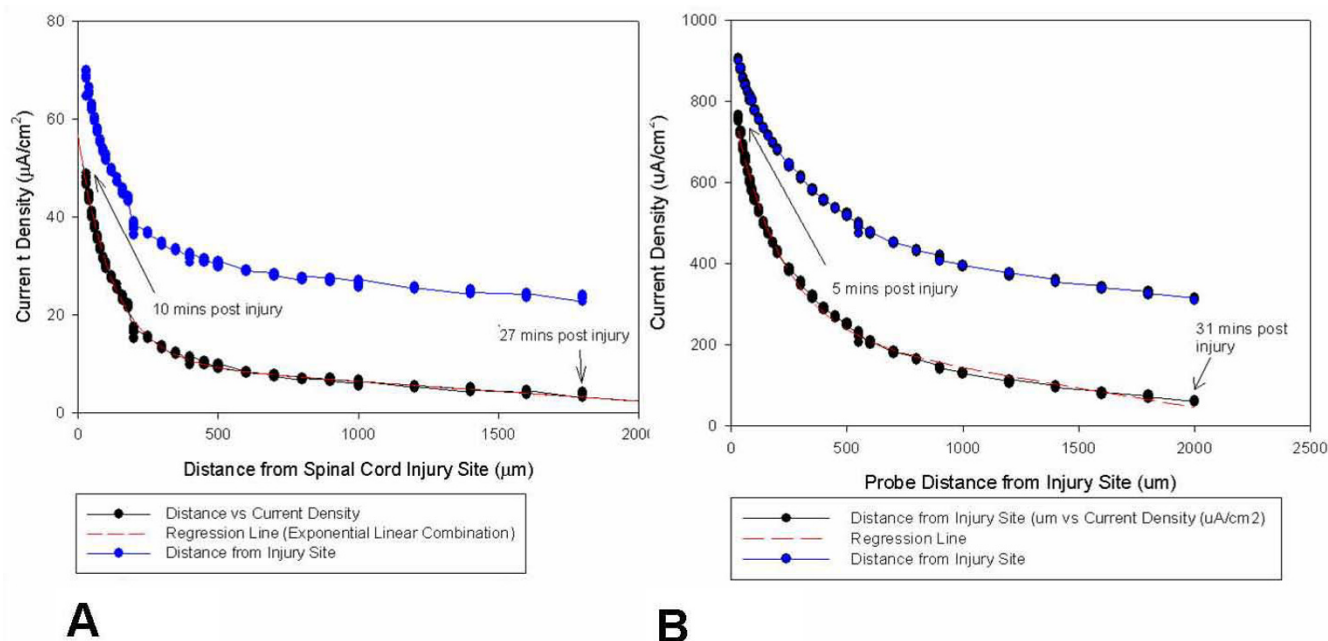 80
60
40
20
0
Curren t Density (µA/cm²)
10 mins post injury
27 mins post
injury
0
500
1000
1500
2000
Distance from Spinal Cord Injury Site (µm)
Distance vs Current Density
Regression Line (Exponential Linear Combination)
Distance from Injury Site
A
1000
800
600
400
200
0
Current Density (uA/cm²)
5 mins post injury
31 mins post
injury
0
500
1000
1500
2000
2500
Probe Distance from Injury Site (um)
Distance from Injury Site (um vs Current Density (uA/cm2)
Regression Line
Distance from Injury Site
B